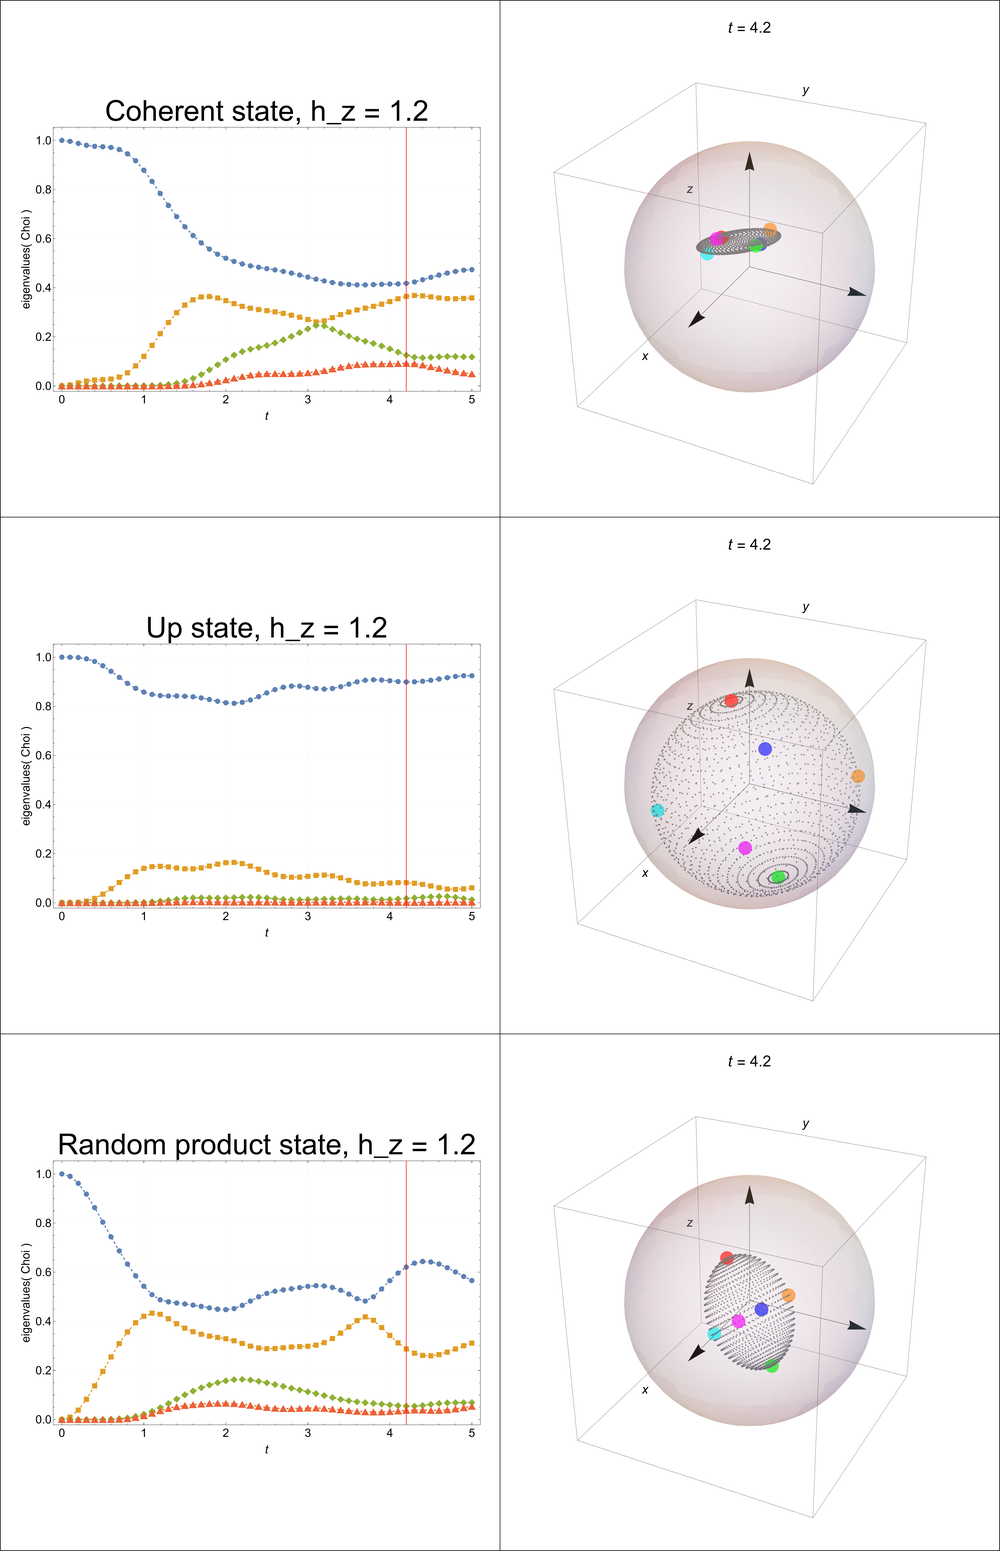 Coherent state, h_z = 1.2
eigenvalues( Choi )
1.0
0.8
0.6
0.4
0.2
0.0
0 1 2 3 4 5
t
t = 4.2
y
z
x
Up state, h_z = 1.2
eigenvalues( Choi )
1.0
0.8
0.6
0.4
0.2
0.0
0 1 2 3 4 5
t
t = 4.2
y
z
x
Random product state, h_z = 1.2
eigenvalues( Choi )
1.0
0.8
0.6
0.4
0.2
0.0
0 1 2 3 4 5
t
t = 4.2
y
z
x